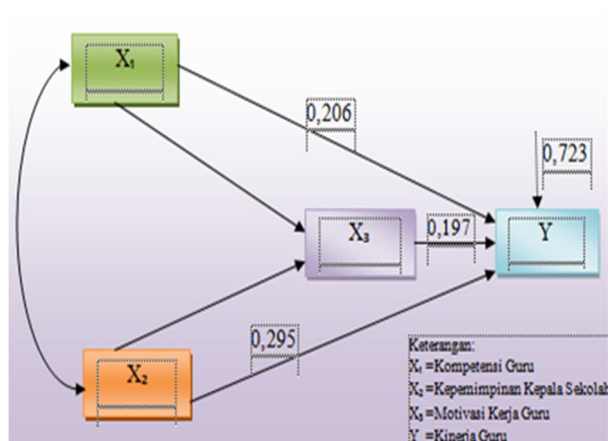 X₁
0,206
0,723
X₃
0,197
Y
0,295
X₂
Keterangan:
X₁ =Kompetensi Guru
X₂ =Kepemimpinan Kepala Sekolah
X₃ =Motivasi Kerja Guru
Y =Kinerja Guru